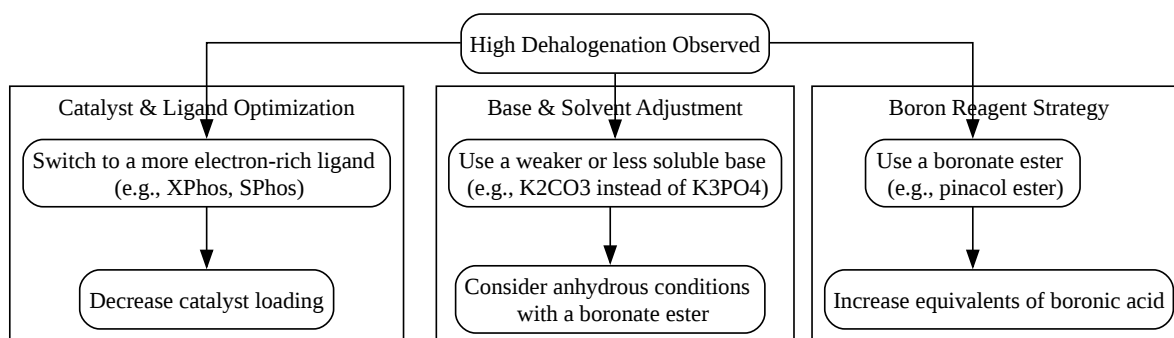 High Dehalogenation Observed
Catalyst & Ligand Optimization
Switch to a more electron-rich ligand
(e.g., XPhos, SPhos)
Decrease catalyst loading
Base & Solvent Adjustment
Use a weaker or less soluble base
(e.g., K2CO3 instead of K3PO4)
Consider anhydrous conditions
with a boronate ester
Boron Reagent Strategy
Use a boronate ester
(e.g., pinacol ester)
Increase equivalents of boronic acid